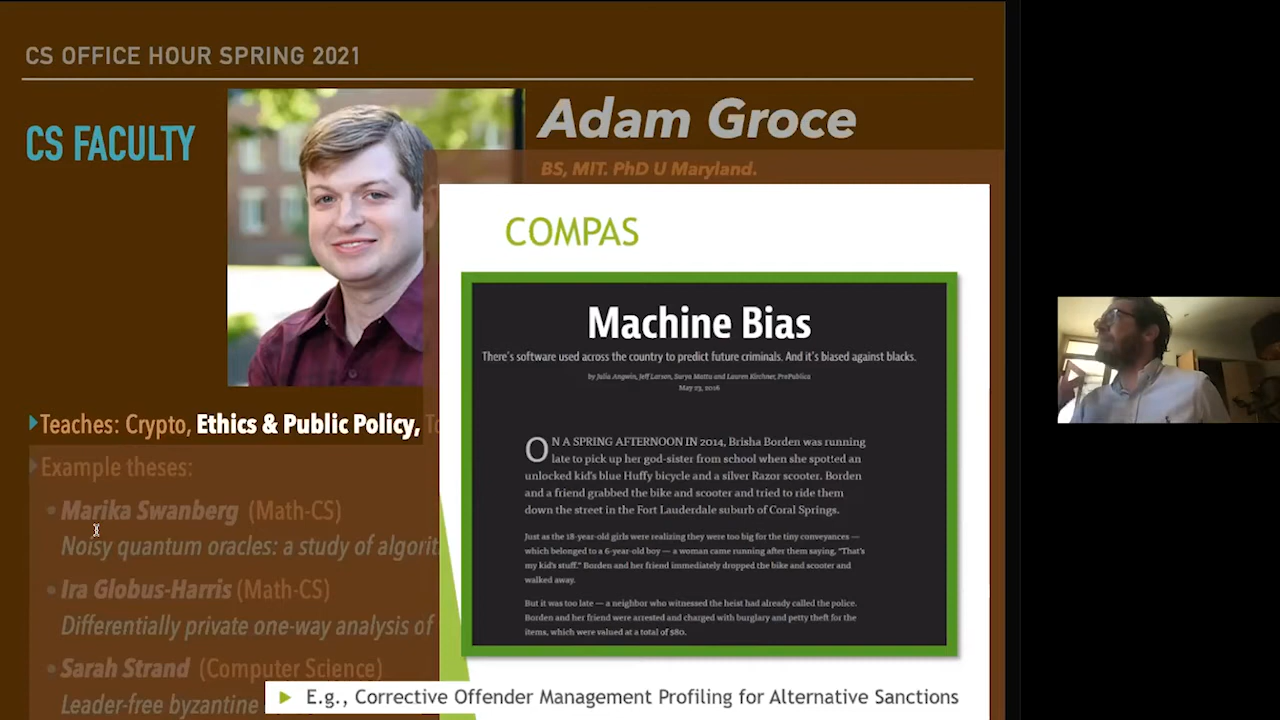 CS OFFICE HOUR SPRING 2021
CS FACULTY
Adam Groce
BS, MIT. PhD U Maryland.
Teaches: Crypto, Ethics & Public Policy,
Example theses:
Marika Swanberg (Math-CS)
Noisy quantum oracles: a study of algorit
Ira Globus-Harris (Math-CS)
Differentially private one-way analysis of
Sarah Strand (Computer Science)
Leader-free byzantine
COMPAS
Machine Bias
There's software used across the country to predict future criminals. And it's biased against blacks.
by Julia Angwin, Jeff Larson, Surya Mattu and Lauren Kirchner, ProPublica
May 23, 2016
ON A SPRING AFTERNOON IN 2014, Brisha Borden was running
late to pick up her god-sister from school when she spotted an
unlocked kid's blue Huffy bicycle and a silver Razor scooter. Borden
and a friend grabbed the bike and scooter and tried to ride them
down the street in the Fort Lauderdale suburb of Coral Springs.
Just as the 18-year-old girls were realizing they were too big for the tiny conveyances —
which belonged to a 6-year-old boy — a woman came running after them saying, "That's
my kid's stuff." Borden and her friend immediately dropped the bike and scooter and
walked away.
But it was too late — a neighbor who witnessed the heist had already called the police.
Borden and her friend were arrested and charged with burglary and petty theft for the
items, which were valued at a total of $80.
E.g., Corrective Offender Management Profiling for Alternative Sanctions